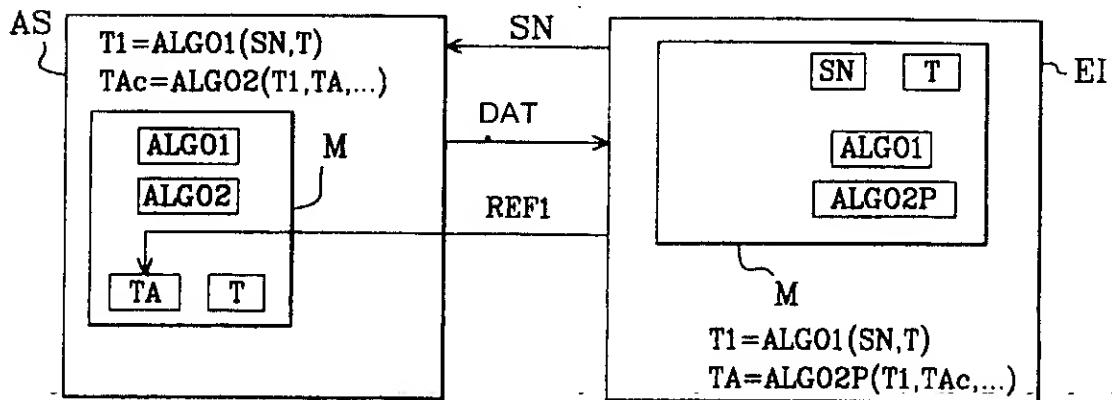 AS
T1=ALGO1(SN,T)
TAc=ALGO2(T1,TA,...)
ALGO1
ALGO2
M
TA
T
SN
DAT
REF1
SN
T
EI
ALGO1
ALGO2P
M
T1=ALGO1(SN,T)
TA=ALGO2P(T1,TAc,...)